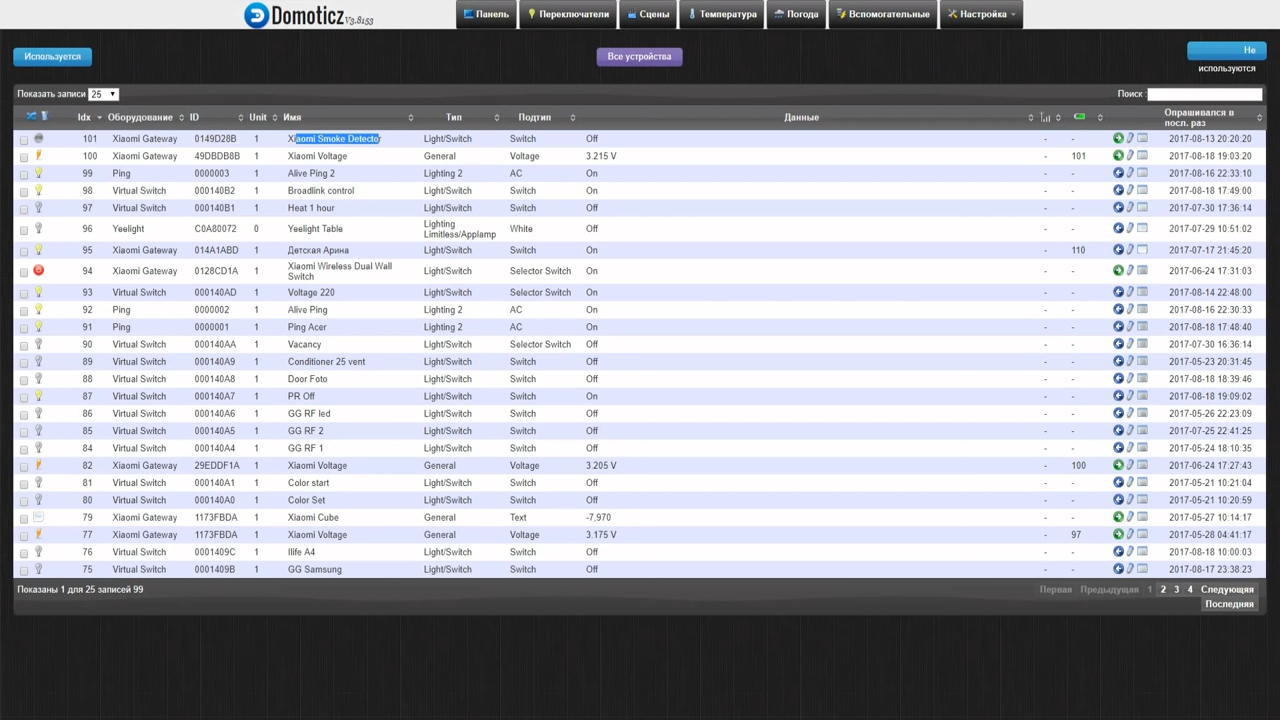 Domoticz V3.8153
Панель Переключатели Сцены Температура Погода Вспомогательные Настройка
Используется Все устройства Не используются
Показать записи 25 Поиск:
Idx Оборудование ID Unit Имя Тип Подтип Данные Опрашивался в посл. раз
101 Xiaomi Gateway 0149D28B 1 Xiaomi Smoke Detector Light/Switch Switch Off - - 2017-08-13 20:20:20
100 Xiaomi Gateway 49DBDB8B 1 Xiaomi Voltage General Voltage 3.215 V - 101 2017-08-18 19:03:20
99 Ping 0000003 1 Alive Ping 2 Lighting 2 AC On - - 2017-08-16 22:33:10
98 Virtual Switch 000140B2 1 Broadlink control Light/Switch Switch On - - 2017-08-18 17:49:00
97 Virtual Switch 000140B1 1 Heat 1 hour Light/Switch Switch Off - - 2017-07-30 17:36:14
96 Yeelight C0A80072 0 Yeelight Table Lighting Limitless/Applamp White Off - - 2017-07-29 10:51:02
95 Xiaomi Gateway 014A1ABD 1 Детская Арина Light/Switch Switch On - 110 2017-07-17 21:45:20
94 Xiaomi Gateway 0128CD1A 1 Xiaomi Wireless Dual Wall Switch Light/Switch Selector Switch On - - 2017-06-24 17:31:03
93 Virtual Switch 000140AD 1 Voltage 220 Light/Switch Selector Switch On - - 2017-08-14 22:48:00
92 Ping 0000002 1 Alive Ping Lighting 2 AC On - - 2017-08-16 22:30:33
91 Ping 0000001 1 Ping Acer Lighting 2 AC On - - 2017-08-18 17:48:40
90 Virtual Switch 000140AA 1 Vacancy Light/Switch Selector Switch Off - - 2017-07-30 16:36:14
89 Virtual Switch 000140A9 1 Conditioner 25 vent Light/Switch Switch Off - - 2017-05-23 20:31:45
88 Virtual Switch 000140A8 1 Door Foto Light/Switch Switch Off - - 2017-08-18 18:39:46
87 Virtual Switch 000140A7 1 PR Off Light/Switch Switch On - - 2017-08-18 19:09:02
86 Virtual Switch 000140A6 1 GG RF led Light/Switch Switch Off - - 2017-05-26 22:23:09
85 Virtual Switch 000140A5 1 GG RF 2 Light/Switch Switch Off - - 2017-07-25 22:41:25
84 Virtual Switch 000140A4 1 GG RF 1 Light/Switch Switch Off - - 2017-05-24 18:10:35
82 Xiaomi Gateway 29EDDF1A 1 Xiaomi Voltage General Voltage 3.205 V - 100 2017-06-24 17:27:43
81 Virtual Switch 000140A1 1 Color start Light/Switch Switch Off - - 2017-05-21 10:21:04
80 Virtual Switch 000140A0 1 Color Set Light/Switch Switch Off - - 2017-05-21 10:20:59
79 Xiaomi Gateway 1173FBDA 1 Xiaomi Cube General Text -7,970 - - 2017-05-27 10:14:17
77 Xiaomi Gateway 1173FBDA 1 Xiaomi Voltage General Voltage 3.175 V - 97 2017-05-28 04:41:17
76 Virtual Switch 0001409C 1 Ilife A4 Light/Switch Switch Off - - 2017-08-18 10:00:03
75 Virtual Switch 0001409B 1 GG Samsung Light/Switch Switch Off - - 2017-08-17 23:38:23
Показаны 1 для 25 записей 99 Первая Предыдущая 1 2 3 4 Следующая
Последняя